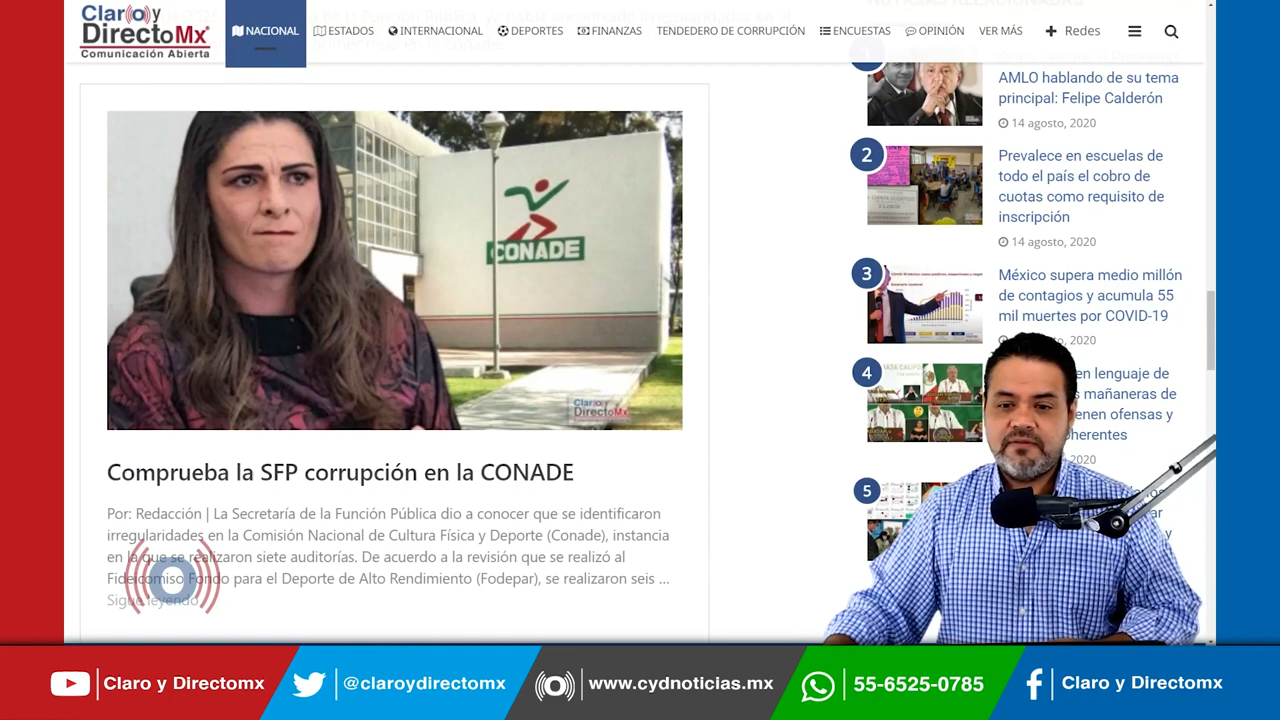 Claro y
DirectoMx
Comunicación Abierta
NACIONAL
ESTADOS
INTERNACIONAL
DEPORTES
FINANZAS
TENDEDERO DE CORRUPCIÓN
ENCUESTAS
OPINIÓN
VER MÁS
Redes
CONADE
Claro y
DirectoMx
Comprueba la SFP corrupción en la CONADE
Por: Redacción | La Secretaría de la Función Pública dio a conocer que se identificaron
irregularidades en la Comisión Nacional de Cultura Física y Deporte (Conade), instancia
en la que se realizaron siete auditorías. De acuerdo a la revisión que se realizó al
Fideicomiso Fondo para el Deporte de Alto Rendimiento (Fodepar), se realizaron seis ...
Sigue leyendo
AMLO hablando de su tema
principal: Felipe Calderón
14 agosto, 2020
2
Prevalece en escuelas de
todo el país el cobro de
cuotas como requisito de
inscripción
14 agosto, 2020
3
México supera medio millón
de contagios y acumula 55
mil muertes por COVID-19
2020
4
en lenguaje de
mañaneras de
ofensas y
2020
5
y
Claro y Directomx
@claroydirectomx
www.cydnoticias.mx
55-6525-0785
Claro y Directomx